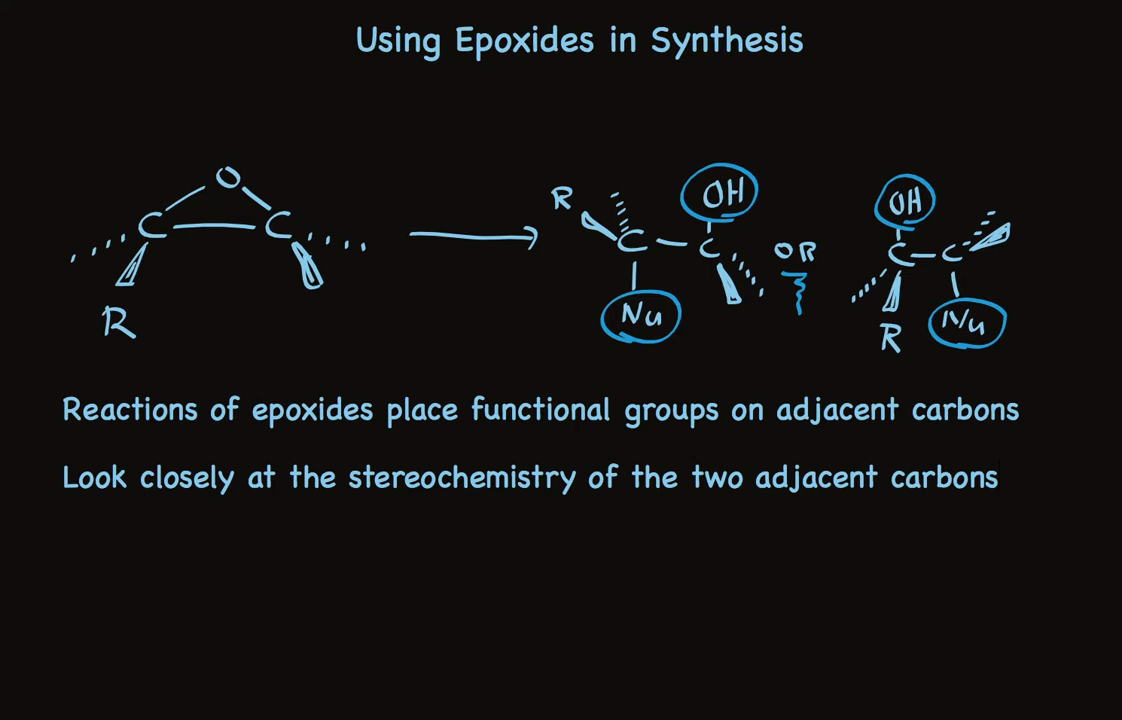 Using Epoxides in Synthesis
O
C C
R
R OH
C C
Nu
OR
OH
C C
R Nu
Reactions of epoxides place functional groups on adjacent carbons
Look closely at the stereochemistry of the two adjacent carbons